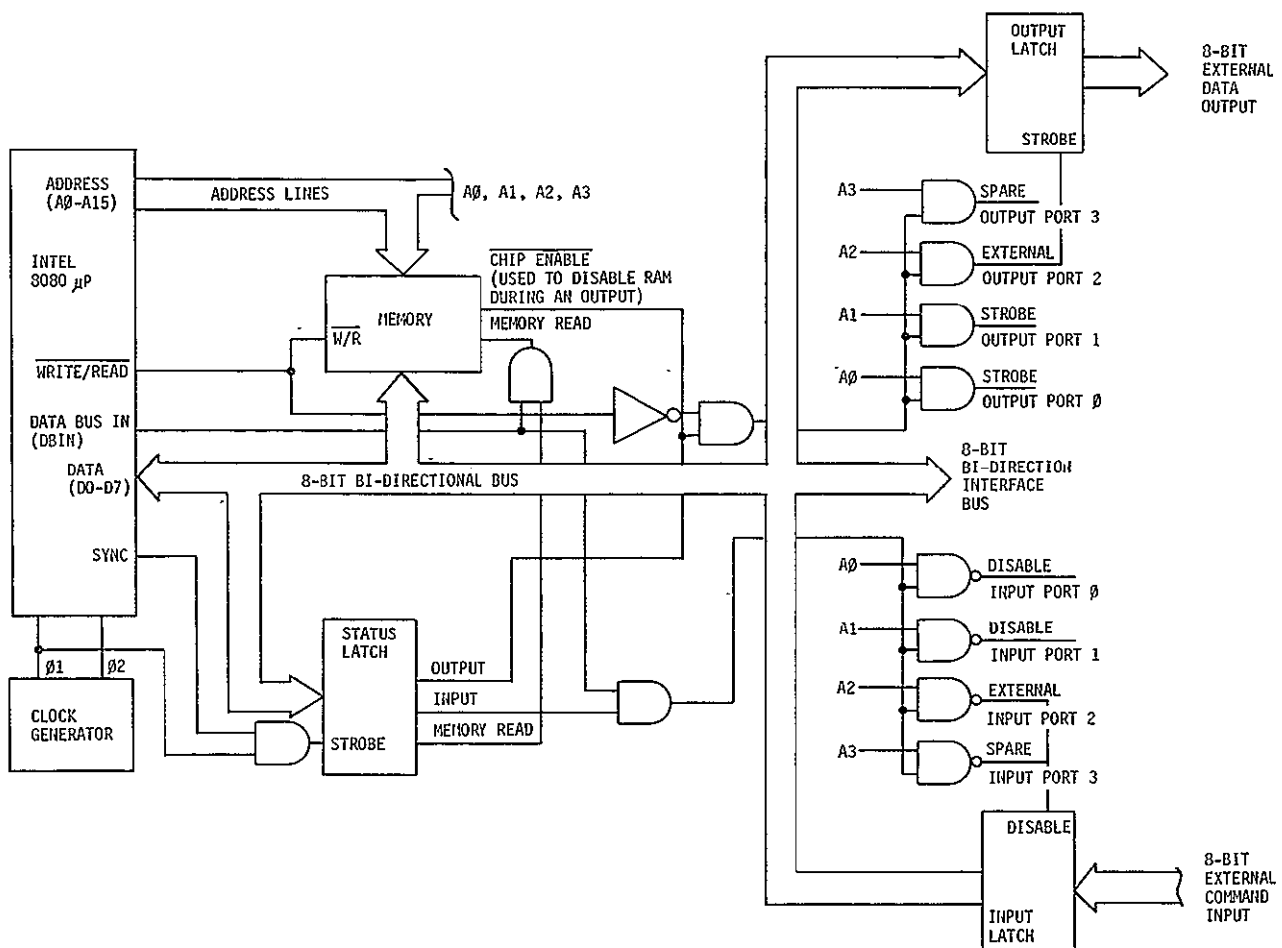 OUTPUT
LATCH
STROBE
8-BIT
EXTERNAL
DATA
OUTPUT
ADDRESS
(AØ-A15)
INTEL
8080 µP
WRITE/READ
DATA BUS IN
(DBIN)
DATA
(DO-D7)
SYNC
ADDRESS LINES
AØ, A1, A2, A3
CHIP ENABLE
(USED TO DISABLE RAM
DURING AN OUTPUT)
MEMORY READ
MEMORY
W/R
A3
SPARE
OUTPUT PORT 3
A2
EXTERNAL
OUTPUT PORT 2
A1
STROBE
OUTPUT PORT 1
AØ
STROBE
OUTPUT PORT Ø
8-BIT BI-DIRECTIONAL BUS
8-BIT
BI-DIRECTION
INTERFACE
BUS
Ø1
Ø2
CLOCK
GENERATOR
STATUS
LATCH
STROBE
OUTPUT
INPUT
MEMORY READ
AØ
DISABLE
INPUT PORT Ø
A1
DISABLE
INPUT PORT 1
A2
EXTERNAL
INPUT PORT 2
A3
SPARE
INPUT PORT 3
DISABLE
INPUT
LATCH
8-BIT
EXTERNAL
COMMAND
INPUT